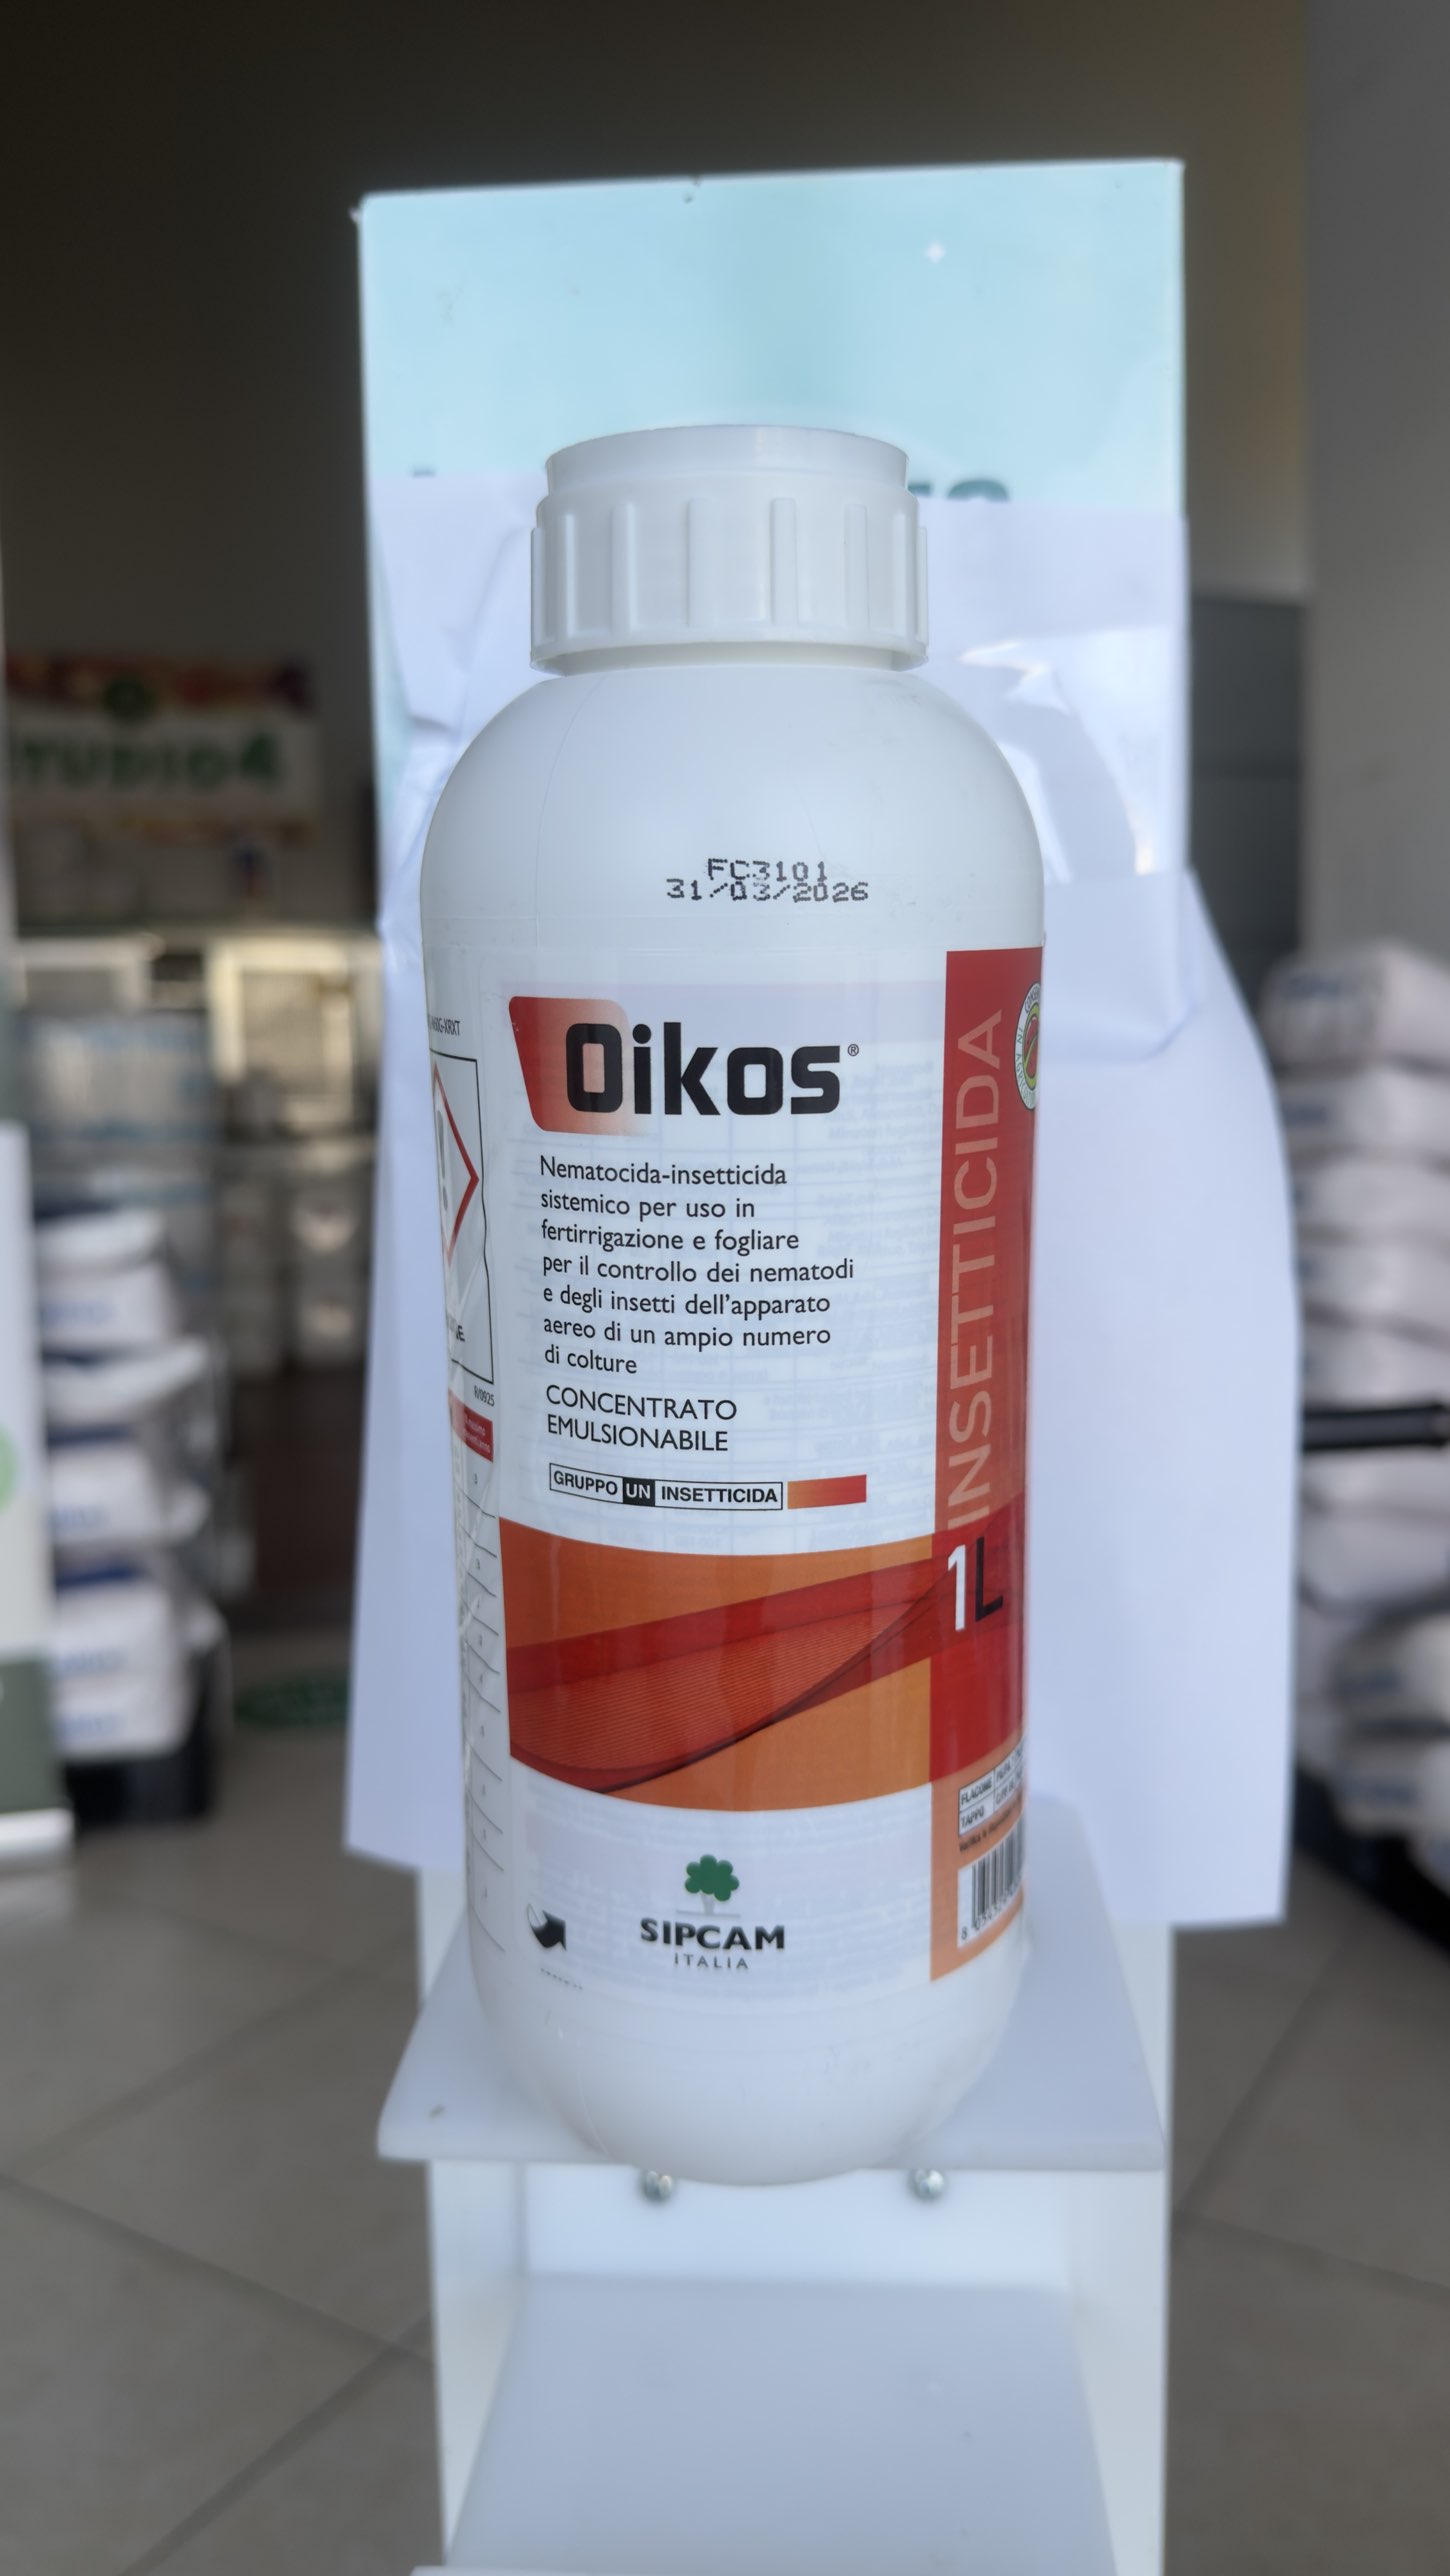 FC3101
31/03/2026
Oikos®
Nematocida-insetticida
sistemico per uso in
fertirrigazione e fogliare
per il controllo dei nematodi
e degli insetti dell'apparato
aereo di un ampio numero
di colture
CONCENTRATO
EMULSIONABILE
GRUPPO UN INSETTICIDA
INSETTICIDA
1L
FLACONE
TAPPO
SIPCAM
ITALIA